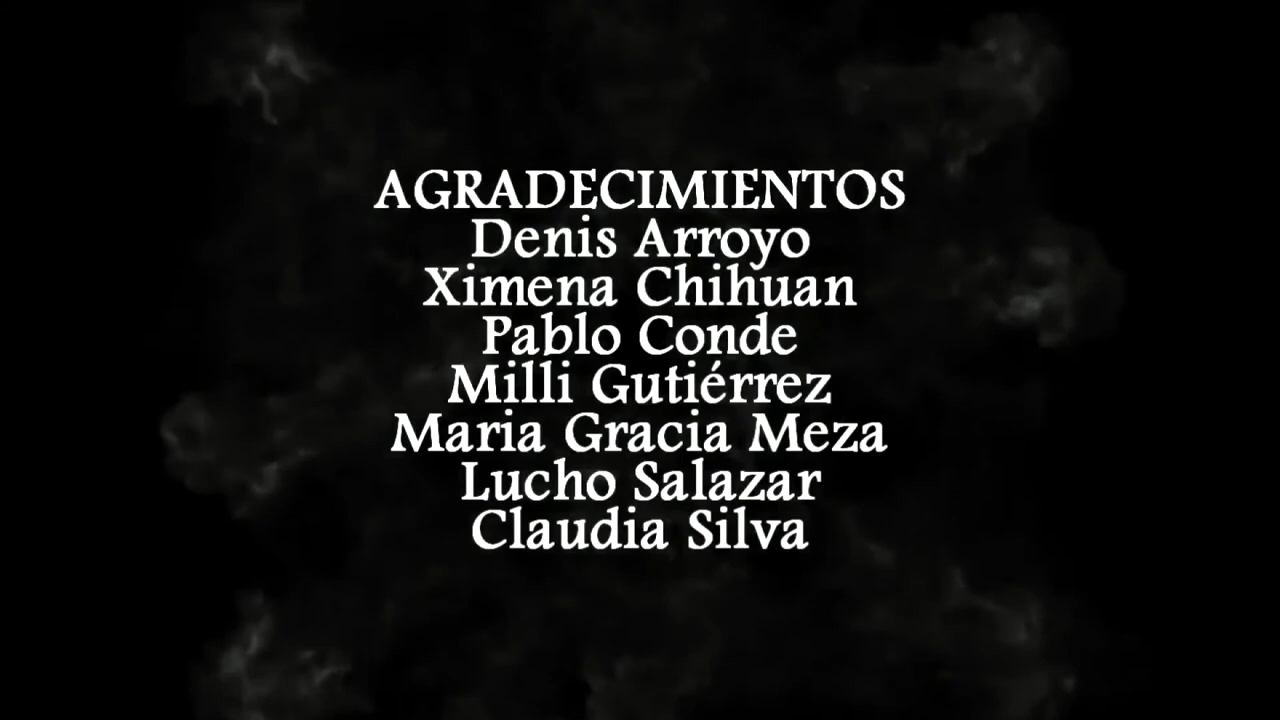 AGRADECIMIENTOS
Denis Arroyo
Ximena Chihuan
Pablo Conde
Milli Gutiérrez
Maria Gracia Meza
Lucho Salazar
Claudia Silva